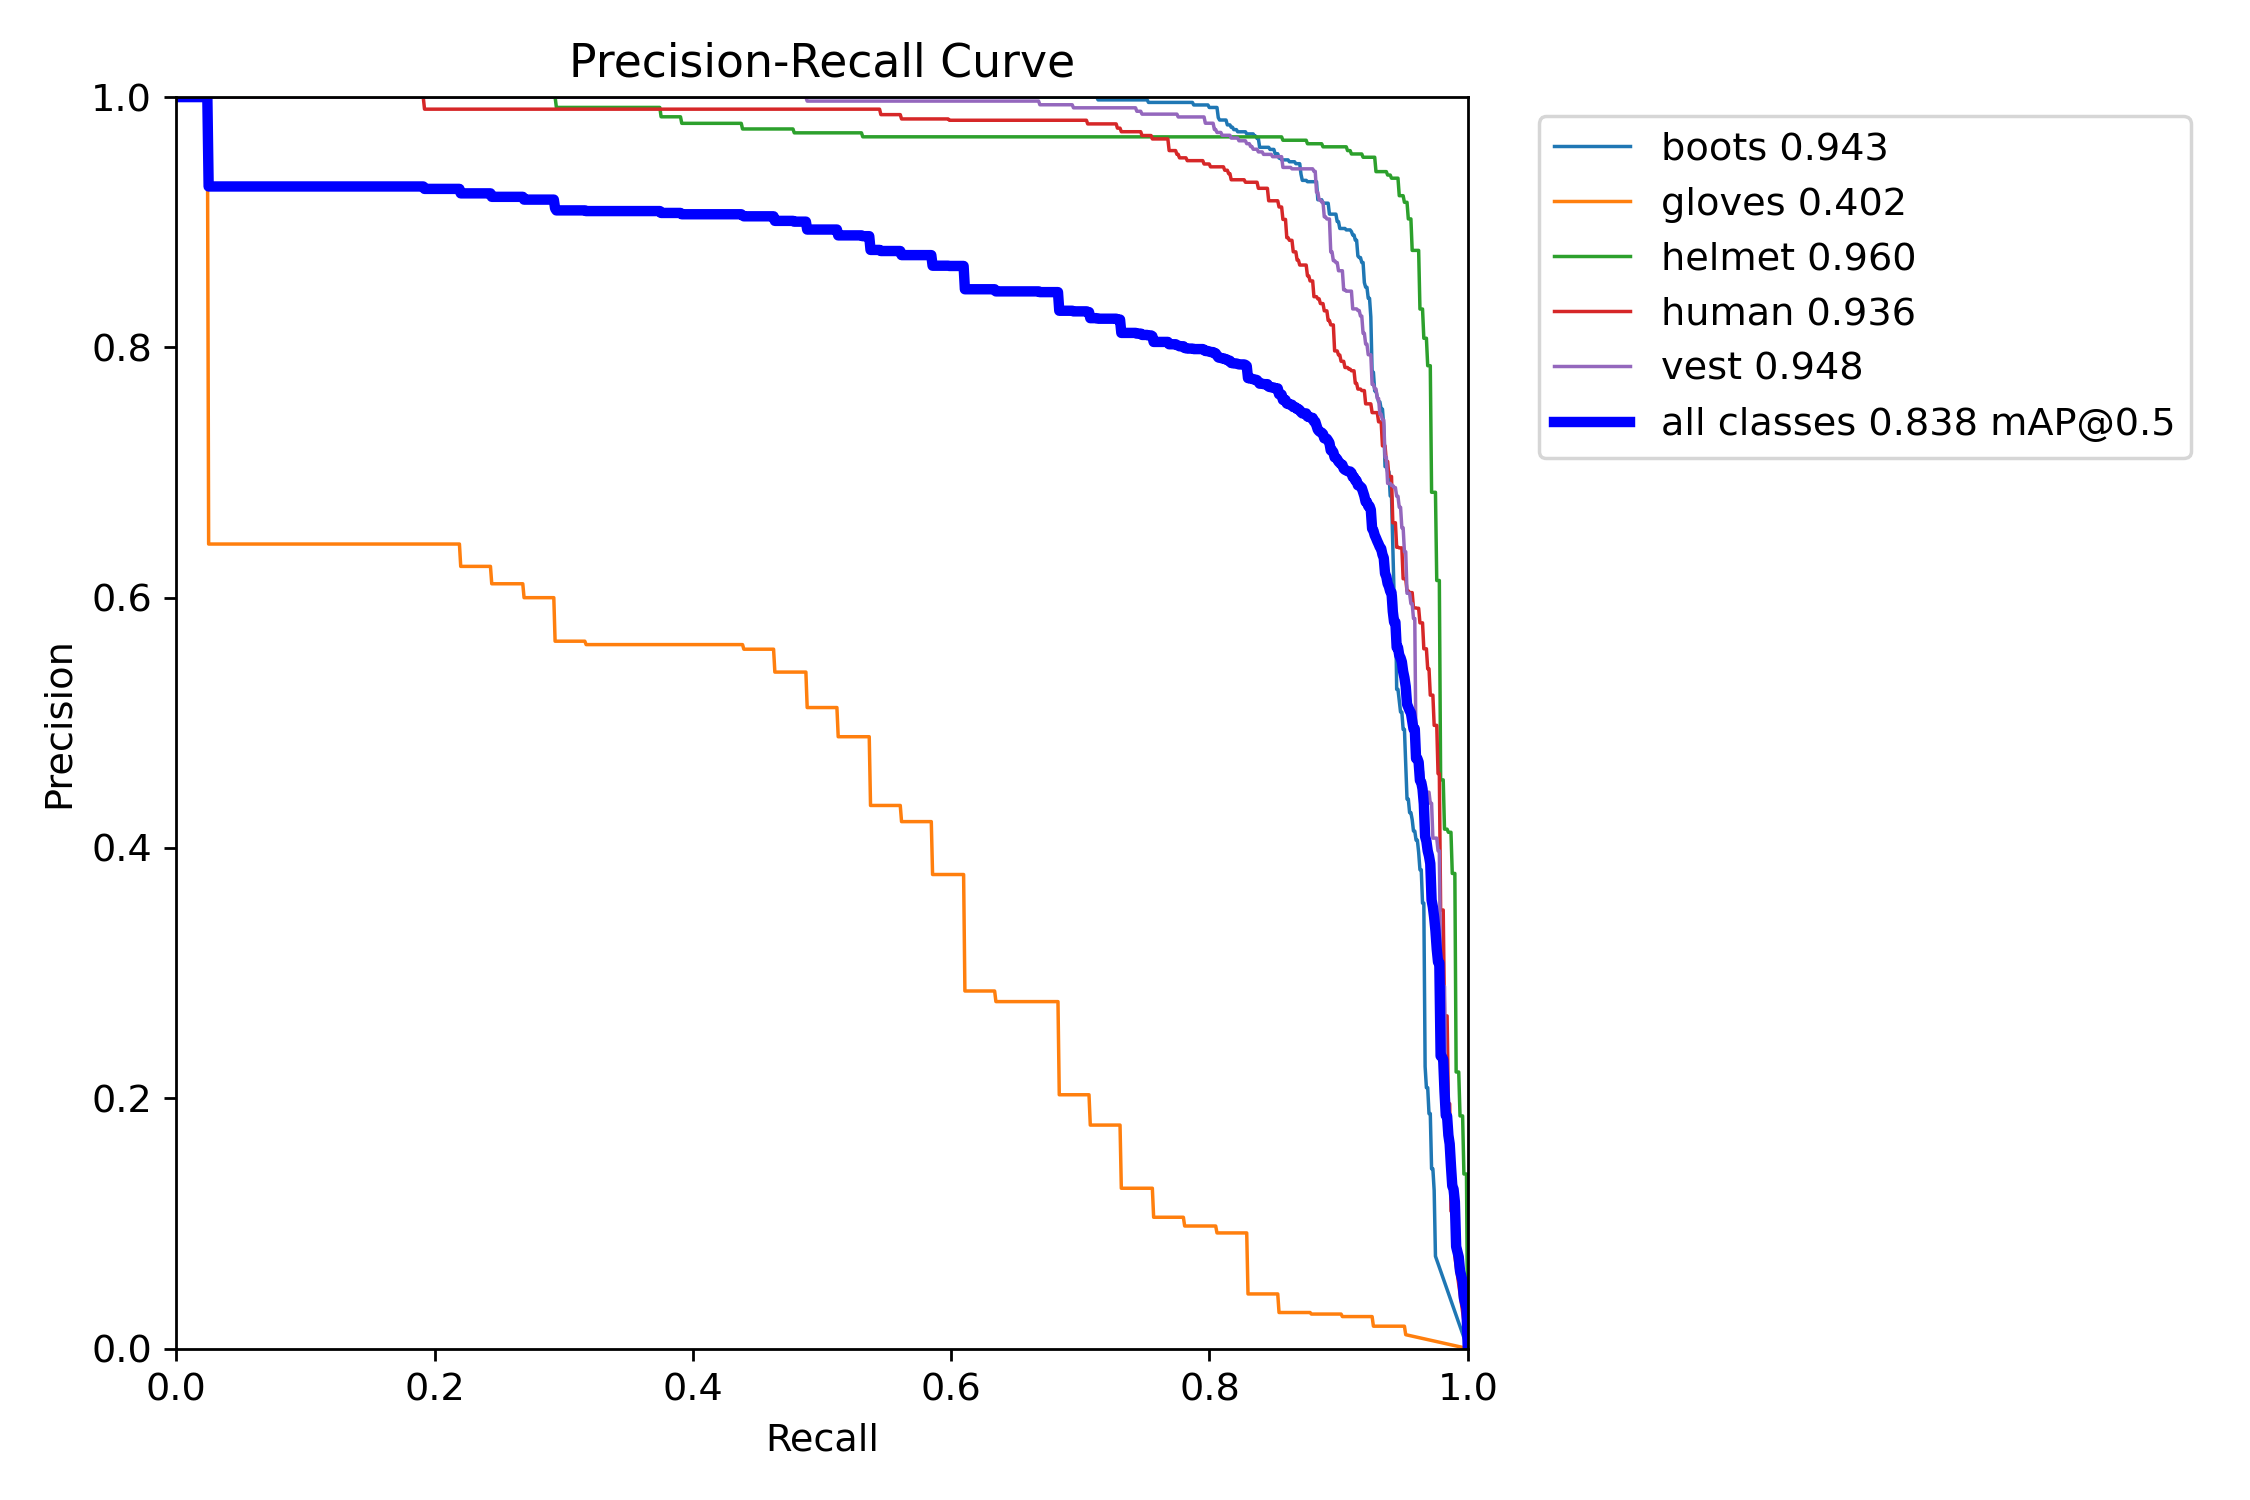 Precision-Recall Curve
1.0
0.8
0.6
0.4
0.2
0.0
Precision
0.0 0.2 0.4 0.6 0.8 1.0
Recall
boots 0.943
gloves 0.402
helmet 0.960
human 0.936
vest 0.948
all classes 0.838 mAP@0.5